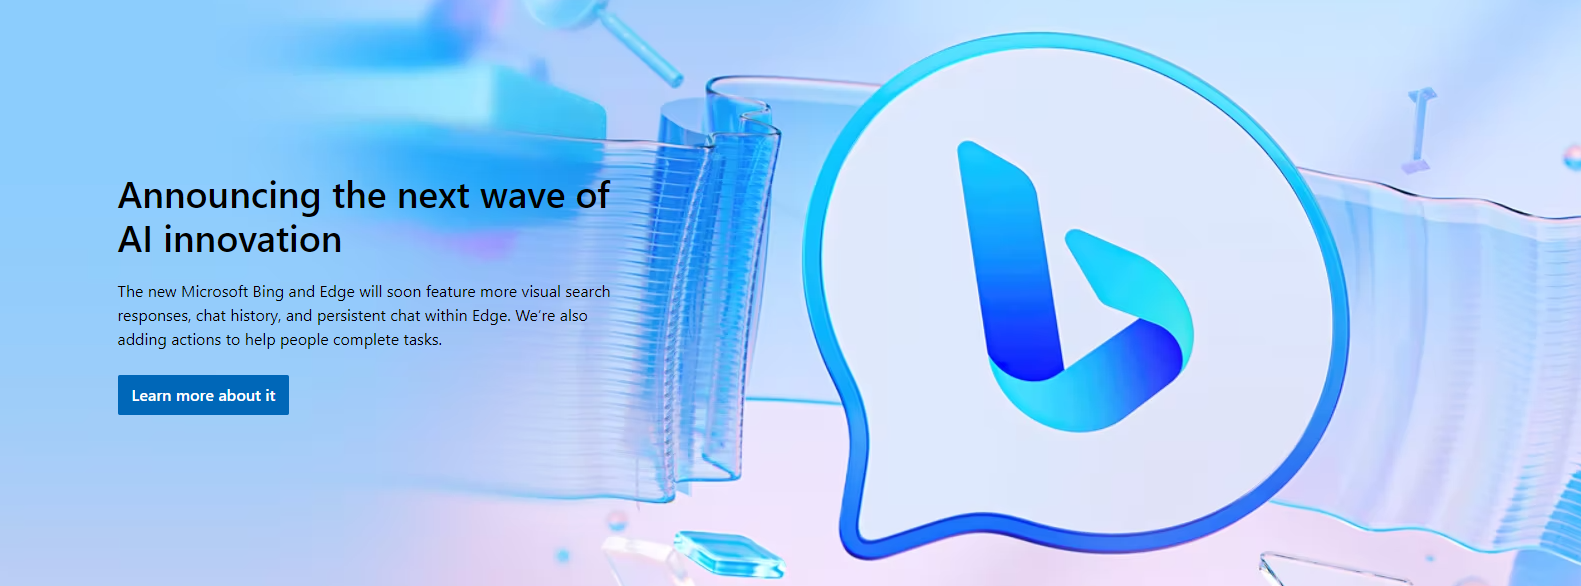 Announcing the next wave of
AI innovation
The new Microsoft Bing and Edge will soon feature more visual search
responses, chat history, and persistent chat within Edge. We're also
adding actions to help people complete tasks.
Learn more about it